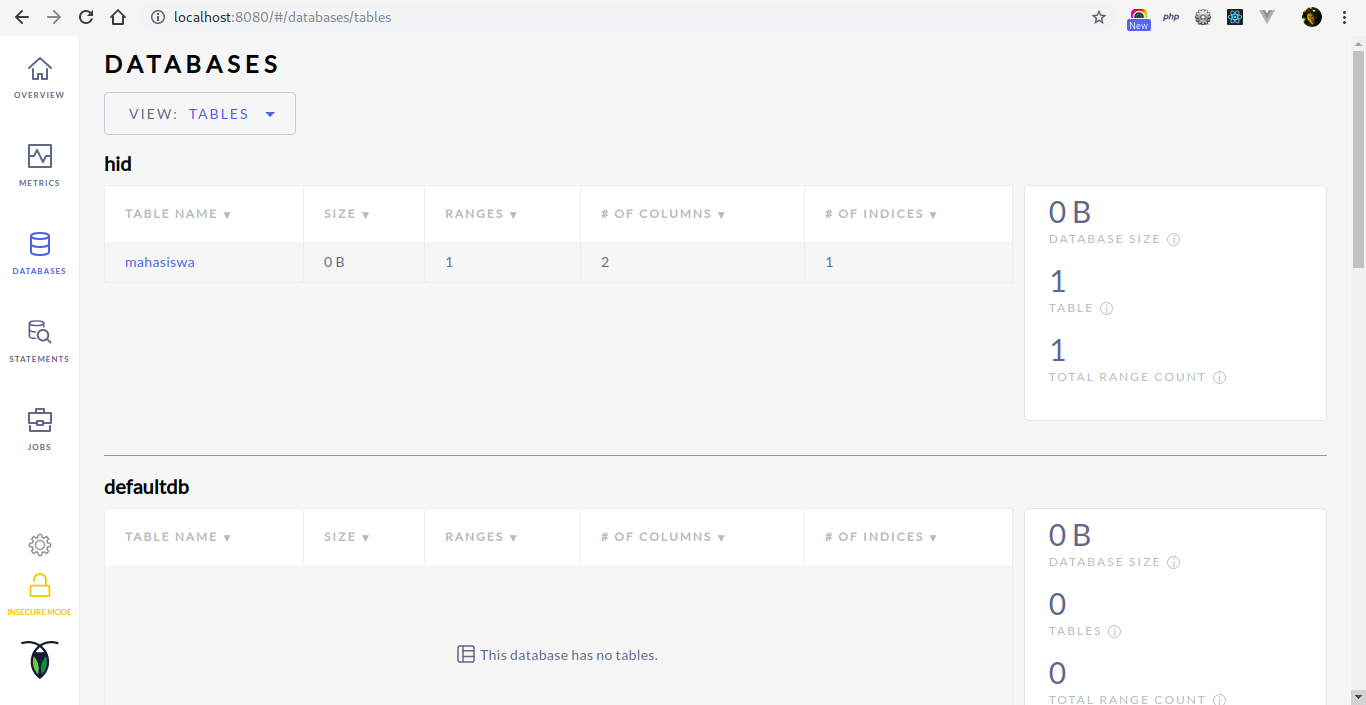 localhost:8080/#/databases/tables
New
php
OVERVIEW
METRICS
DATABASES
STATEMENTS
JOBS
INSECURE MODE
DATABASES
VIEW: TABLES
hid
TABLE NAME ▼ SIZE ▼ RANGES ▼ # OF COLUMNS ▼ # OF INDICES ▼
mahasiswa 0 B 1 2 1
0 B
DATABASE SIZE
1
TABLE
1
TOTAL RANGE COUNT
defaultdb
TABLE NAME ▼ SIZE ▼ RANGES ▼ # OF COLUMNS ▼ # OF INDICES ▼
This database has no tables.
0 B
DATABASE SIZE
0
TABLES
0
TOTAL RANGE COUNT